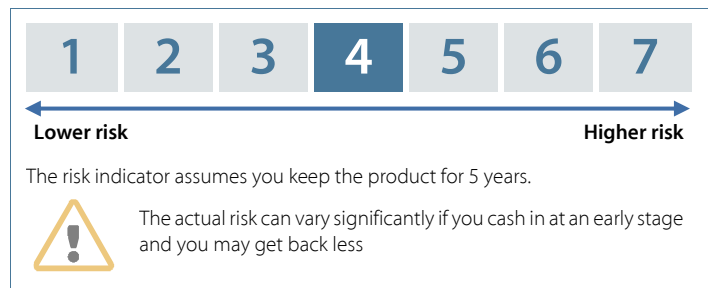 1 2 3 4 5 6 7
Lower risk Higher risk
The risk indicator assumes you keep the product for 5 years.
The actual risk can vary significantly if you cash in at an early stage
and you may get back less